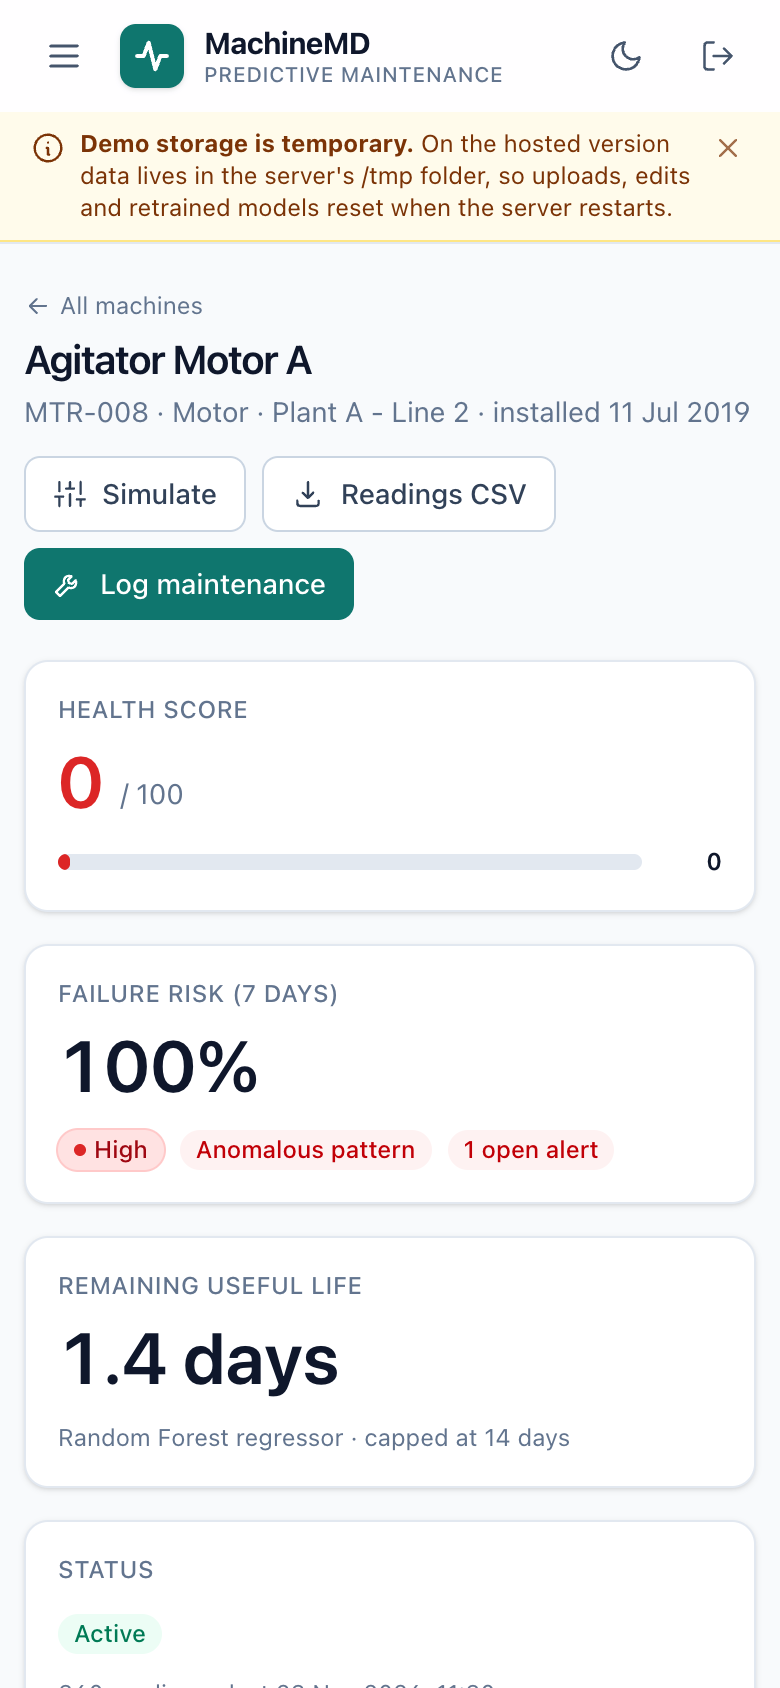 MachineMD
PREDICTIVE MAINTENANCE
Demo storage is temporary. On the hosted version
data lives in the server's /tmp folder, so uploads, edits
and retrained models reset when the server restarts.
← All machines
Agitator Motor A
MTR-008 · Motor · Plant A - Line 2 · installed 11 Jul 2019
Simulate
Readings CSV
Log maintenance
HEALTH SCORE
0 / 100
0
FAILURE RISK (7 DAYS)
100%
High
Anomalous pattern
1 open alert
REMAINING USEFUL LIFE
1.4 days
Random Forest regressor · capped at 14 days
STATUS
Active